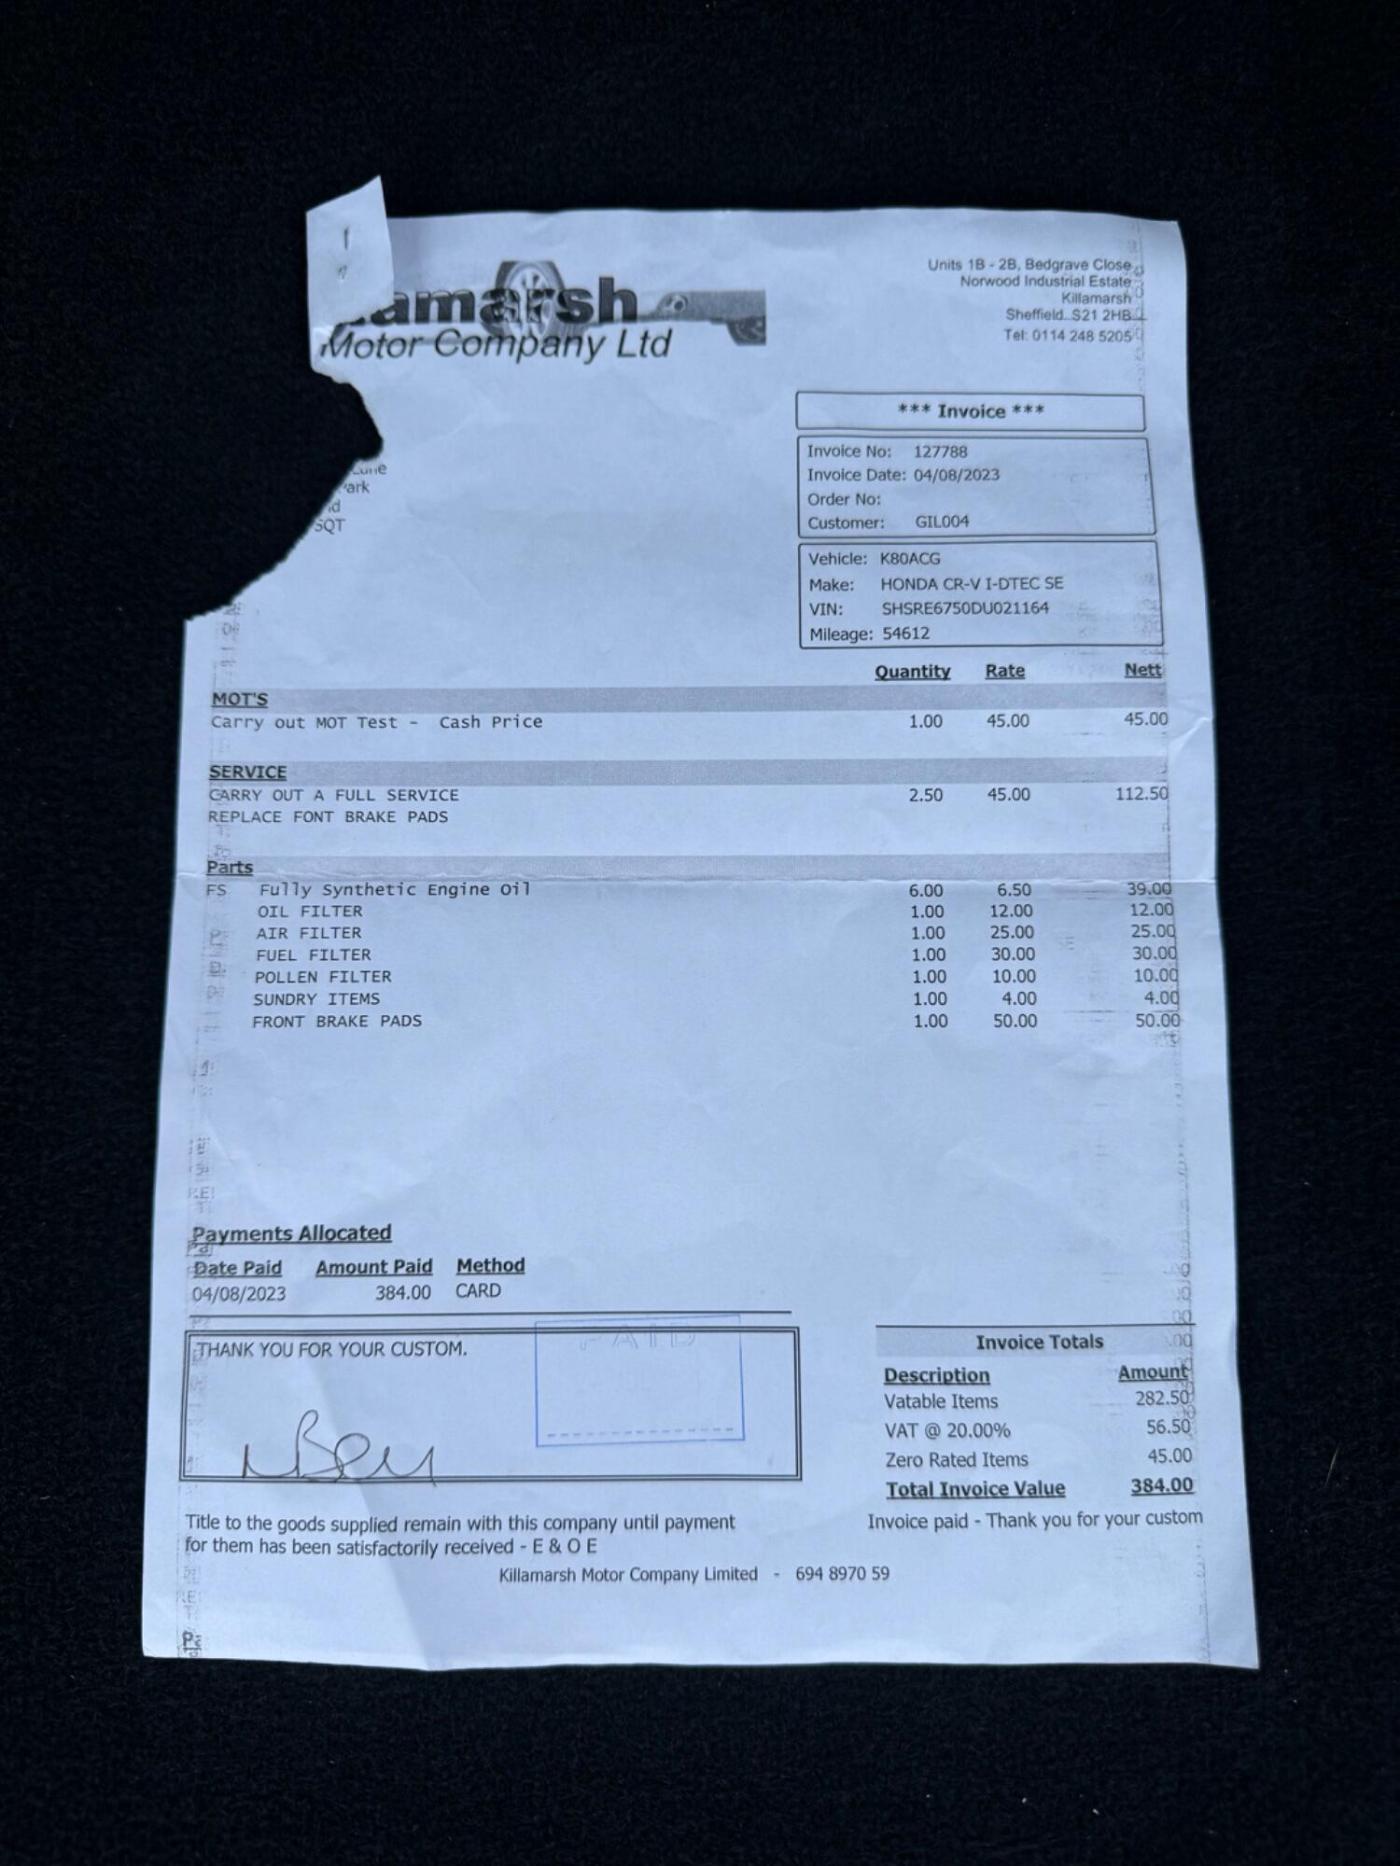 amarsh
Motor Company Ltd
Units 1B - 2B, Bedgrave Close
Norwood Industrial Estate
Killamarsh
Sheffield. S21 2HB
Tel: 0114 248 5205
*** Invoice ***
Invoice No: 127788
Invoice Date: 04/08/2023
Order No:
Customer: GIL004
ark
SQT
Vehicle: K80ACG
Make: HONDA CR-V I-DTEC SE
VIN: SHSRE6750DU021164
Mileage: 54612
Quantity Rate Nett
MOT'S
Carry out MOT Test - Cash Price 1.00 45.00 45.00
SERVICE
CARRY OUT A FULL SERVICE 2.50 45.00 112.50
REPLACE FONT BRAKE PADS
Parts
FS Fully Synthetic Engine Oil 6.00 6.50 39.00
OIL FILTER 1.00 12.00 12.00
AIR FILTER 1.00 25.00 25.00
FUEL FILTER 1.00 30.00 30.00
POLLEN FILTER 1.00 10.00 10.00
SUNDRY ITEMS 1.00 4.00 4.00
FRONT BRAKE PADS 1.00 50.00 50.00
Payments Allocated
Date Paid Amount Paid Method
04/08/2023 384.00 CARD
THANK YOU FOR YOUR CUSTOM.
PAID
Invoice Totals
Description Amount
Vatable Items 282.50
VAT @ 20.00% 56.50
Zero Rated Items 45.00
Total Invoice Value 384.00
Title to the goods supplied remain with this company until payment
for them has been satisfactorily received - E & O E
Invoice paid - Thank you for your custom
Killamarsh Motor Company Limited - 694 8970 59